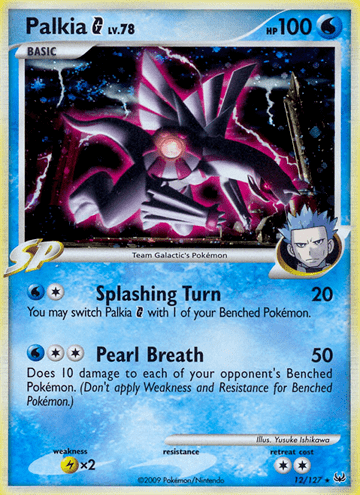 Palkia G LV.78 HP 100
BASIC
Team Galactic's Pokémon
SP
Splashing Turn 20
You may switch Palkia G with 1 of your Benched Pokémon.
Pearl Breath 50
Does 10 damage to each of your opponent's Benched
Pokémon. (Don't apply Weakness and Resistance for Benched
Pokémon.)
Illus. Yusuke Ishikawa
weakness resistance retreat cost
×2
12/127 ★
©2009 Pokémon/Nintendo